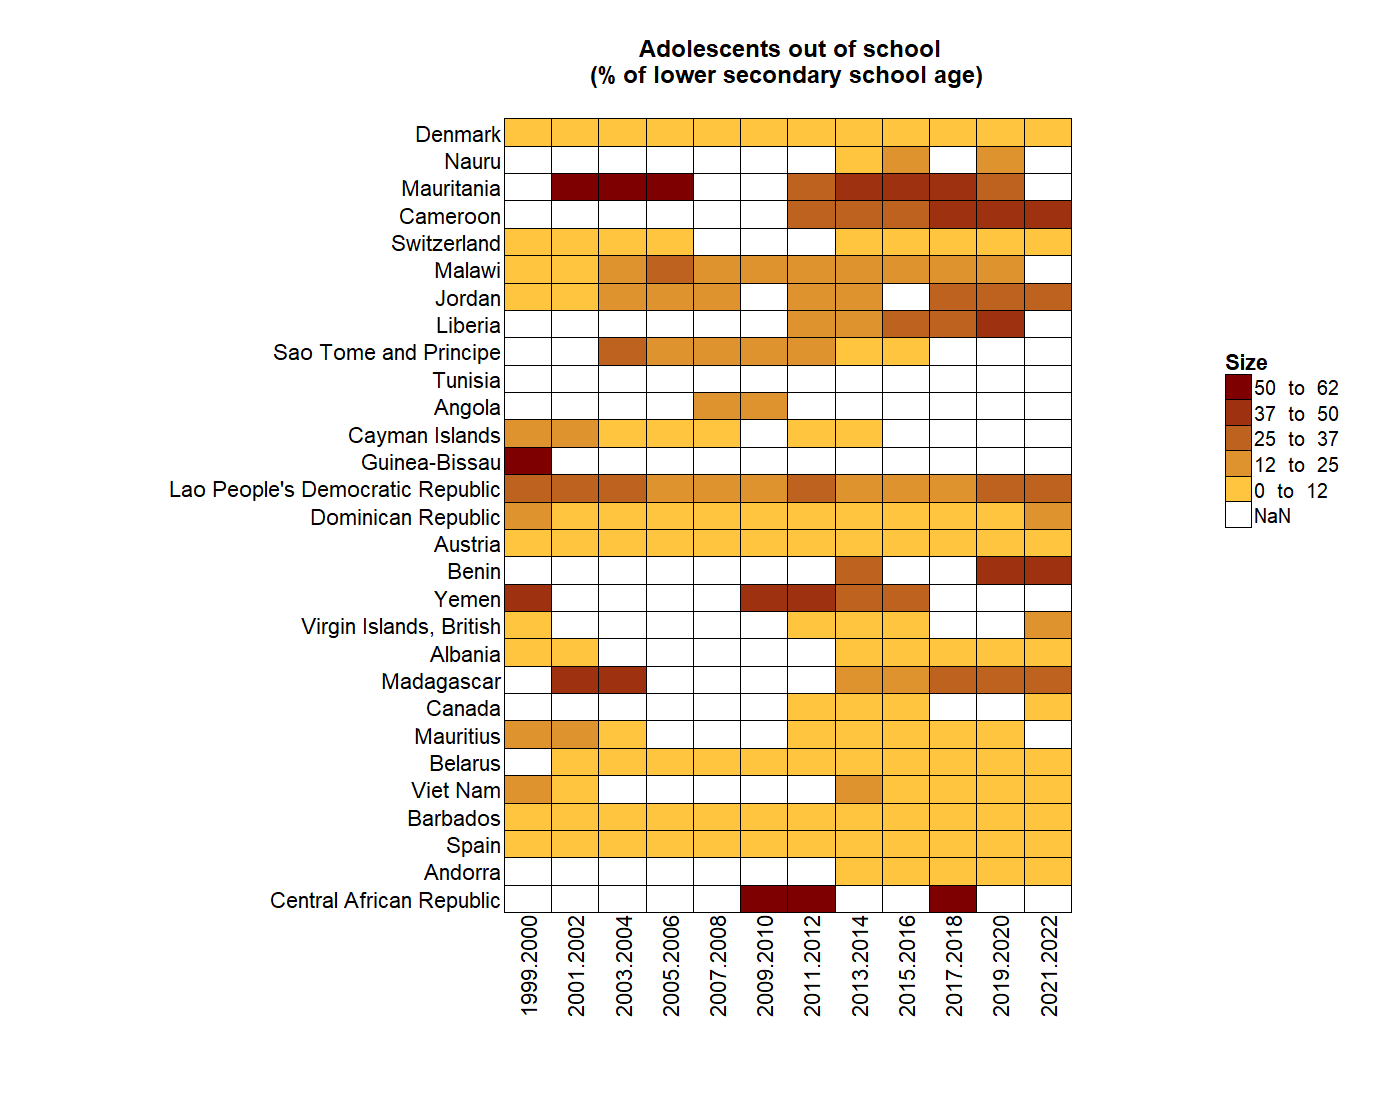 Adolescents out of school
(% of lower secondary school age)
Denmark
Nauru
Mauritania
Cameroon
Switzerland
Malawi
Jordan
Liberia
Sao Tome and Principe
Tunisia
Angola
Cayman Islands
Guinea-Bissau
Lao People's Democratic Republic
Dominican Republic
Austria
Benin
Yemen
Virgin Islands, British
Albania
Madagascar
Canada
Mauritius
Belarus
Viet Nam
Barbados
Spain
Andorra
Central African Republic
1999.2000
2001.2002
2003.2004
2005.2006
2007.2008
2009.2010
2011.2012
2013.2014
2015.2016
2017.2018
2019.2020
2021.2022
Size
50 to 62
37 to 50
25 to 37
12 to 25
0 to 12
NaN